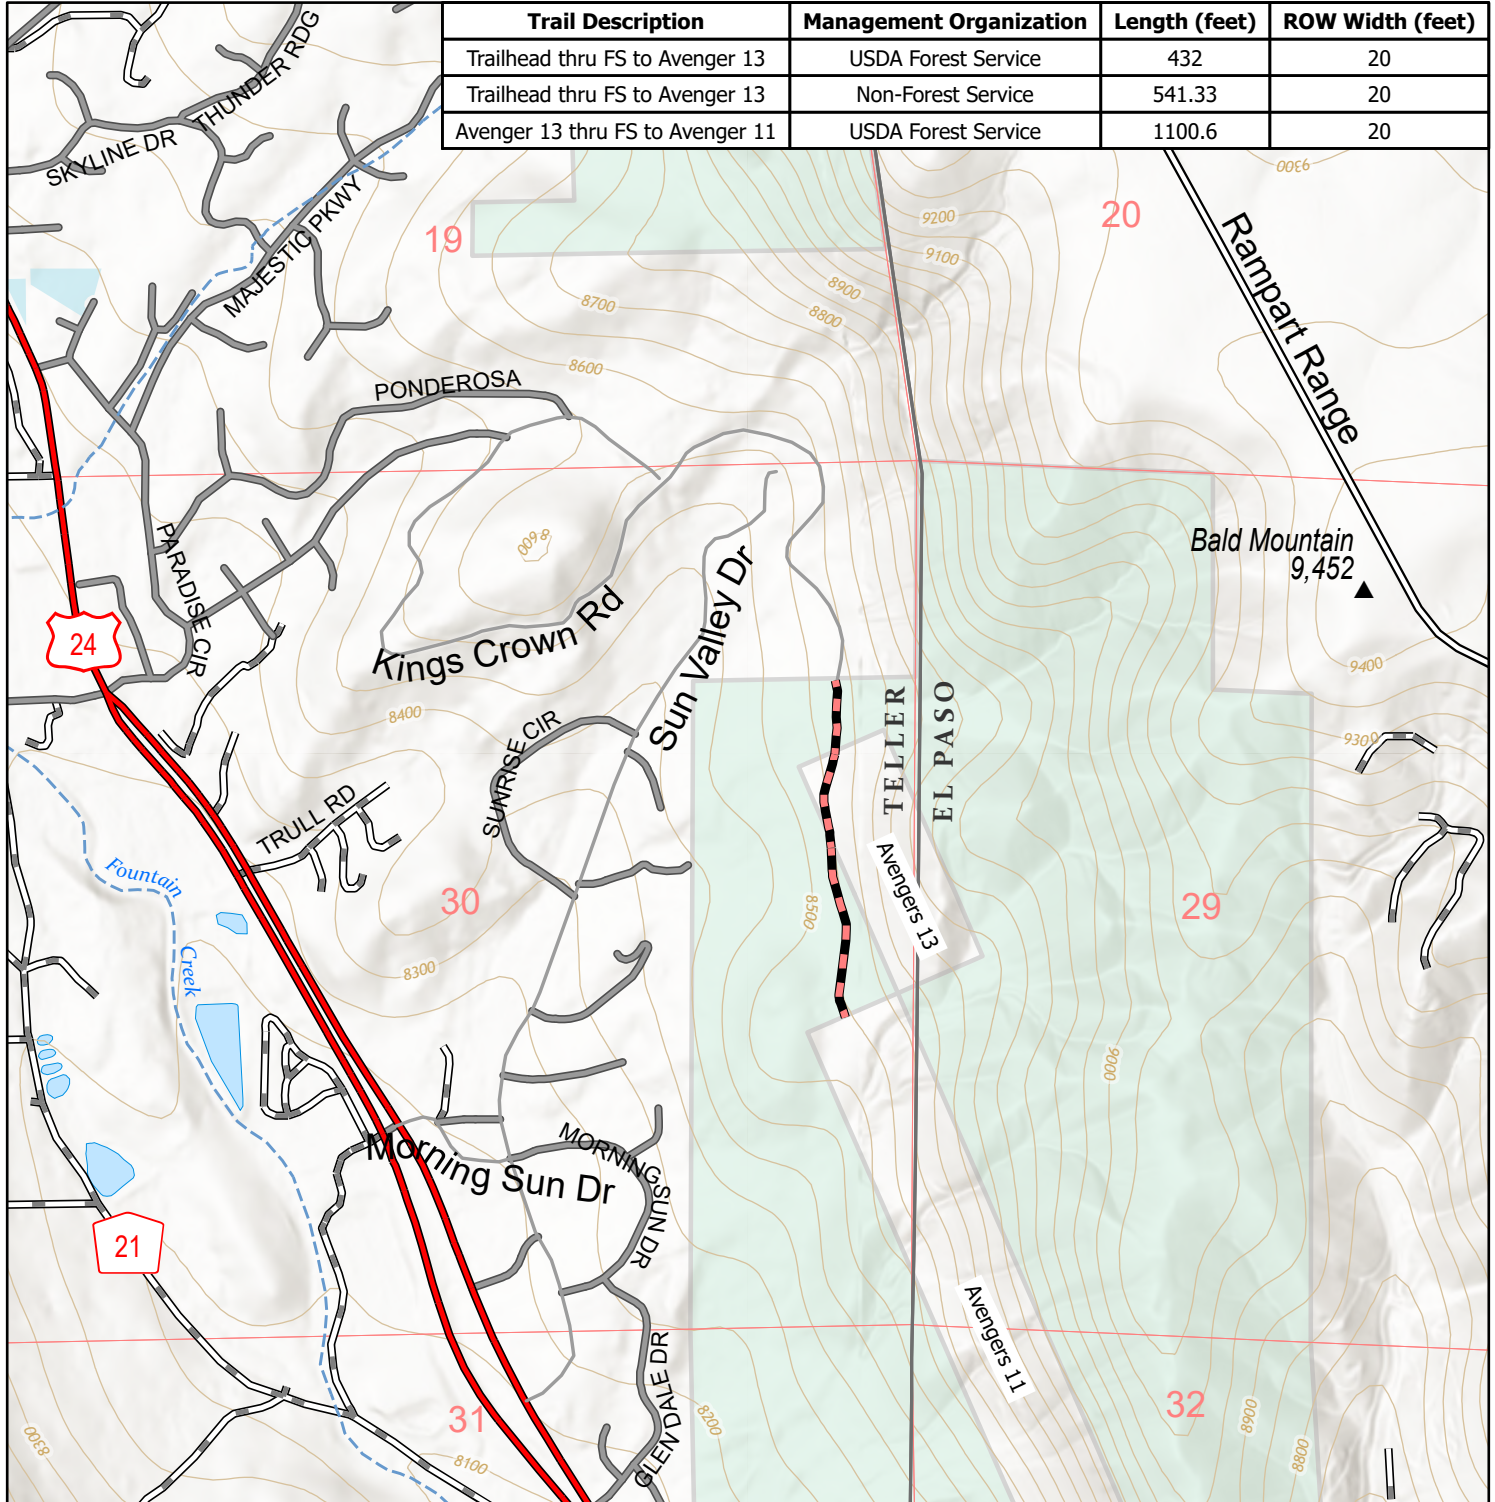 Trail Description Management Organization Length (feet) ROW Width (feet)
Trailhead thru FS to Avenger 13 USDA Forest Service 432 20
Trailhead thru FS to Avenger 13 Non-Forest Service 541.33 20
Avenger 13 thru FS to Avenger 11 USDA Forest Service 1100.6 20
THUNDER RDG
SKYLINE DR
MAJESTIC PKWY
19
20
9300
9200
9100
8900
8800
8700
8600
Rampart Range
PONDEROSA
PARADISE CIR
8600
Bald Mountain
9,452
24
Kings Crown Rd
Sun Valley Dr
9400
9300
8400
TELLER
EL PASO
SUNRISE CIR
TRULL RD
Fountain
Creek
30
8500
Avengers 13
29
8300
9000
Morning Sun Dr
MORNING SUN DR
21
Avengers 11
GLENDALE DR
31
32
8300
8200
8100
8900
8800